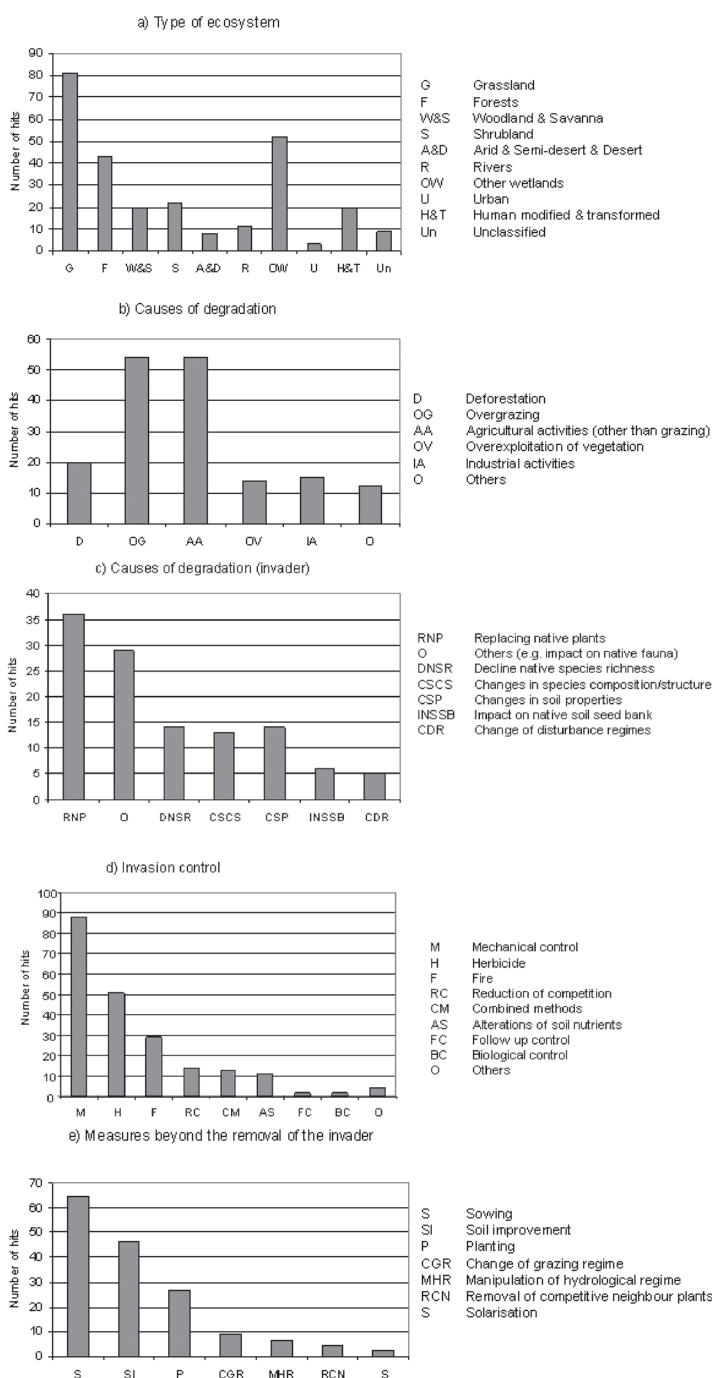 a) Type of ecosystem
Number of hits
90
80
70
60
50
40
30
20
10
0
G F W&S S A&D R OW U H&T Un
G Grassland
F Forests
W&S Woodland & Savanna
S Shrubland
A&D Arid & Semi-desert & Desert
R Rivers
OW Other wetlands
U Urban
H&T Human modified & transformed
Un Unclassified
b) Causes of degradation
Number of hits
60
50
40
30
20
10
0
D OG AA OV IA O
D Deforestation
OG Overgrazing
AA Agricultural activities (other than grazing)
OV Overexploitation of vegetation
IA Industrial activities
O Others
c) Causes of degradation (invader)
Number of hits
40
35
30
25
20
15
10
5
0
RNP O DNSR CSCS CSP INSSB CDR
RNP Replacing native plants
O Others (e.g. impact on native fauna)
DNSR Decline native species richness
CSCS Changes in species composition/structure
CSP Changes in soil properties
INSSB Impact on native soil seed bank
CDR Change of disturbance regimes
d) Invasion control
Number of hits
100
90
80
70
60
50
40
30
20
10
0
M H F RC CM AS FC BC O
M Mechanical control
H Herbicide
F Fire
RC Reduction of competition
CM Combined methods
AS Alterations of soil nutrients
FC Follow up control
BC Biological control
O Others
e) Measures beyond the removal of the invader
Number of hits
70
60
50
40
30
20
10
0
S SI P CGR MHR RCN S
S Sowing
SI Soil improvement
P Planting
CGR Change of grazing regime
MHR Manipulation of hydrological regime
RCN Removal of competitive neighbour plants
S Solarisation